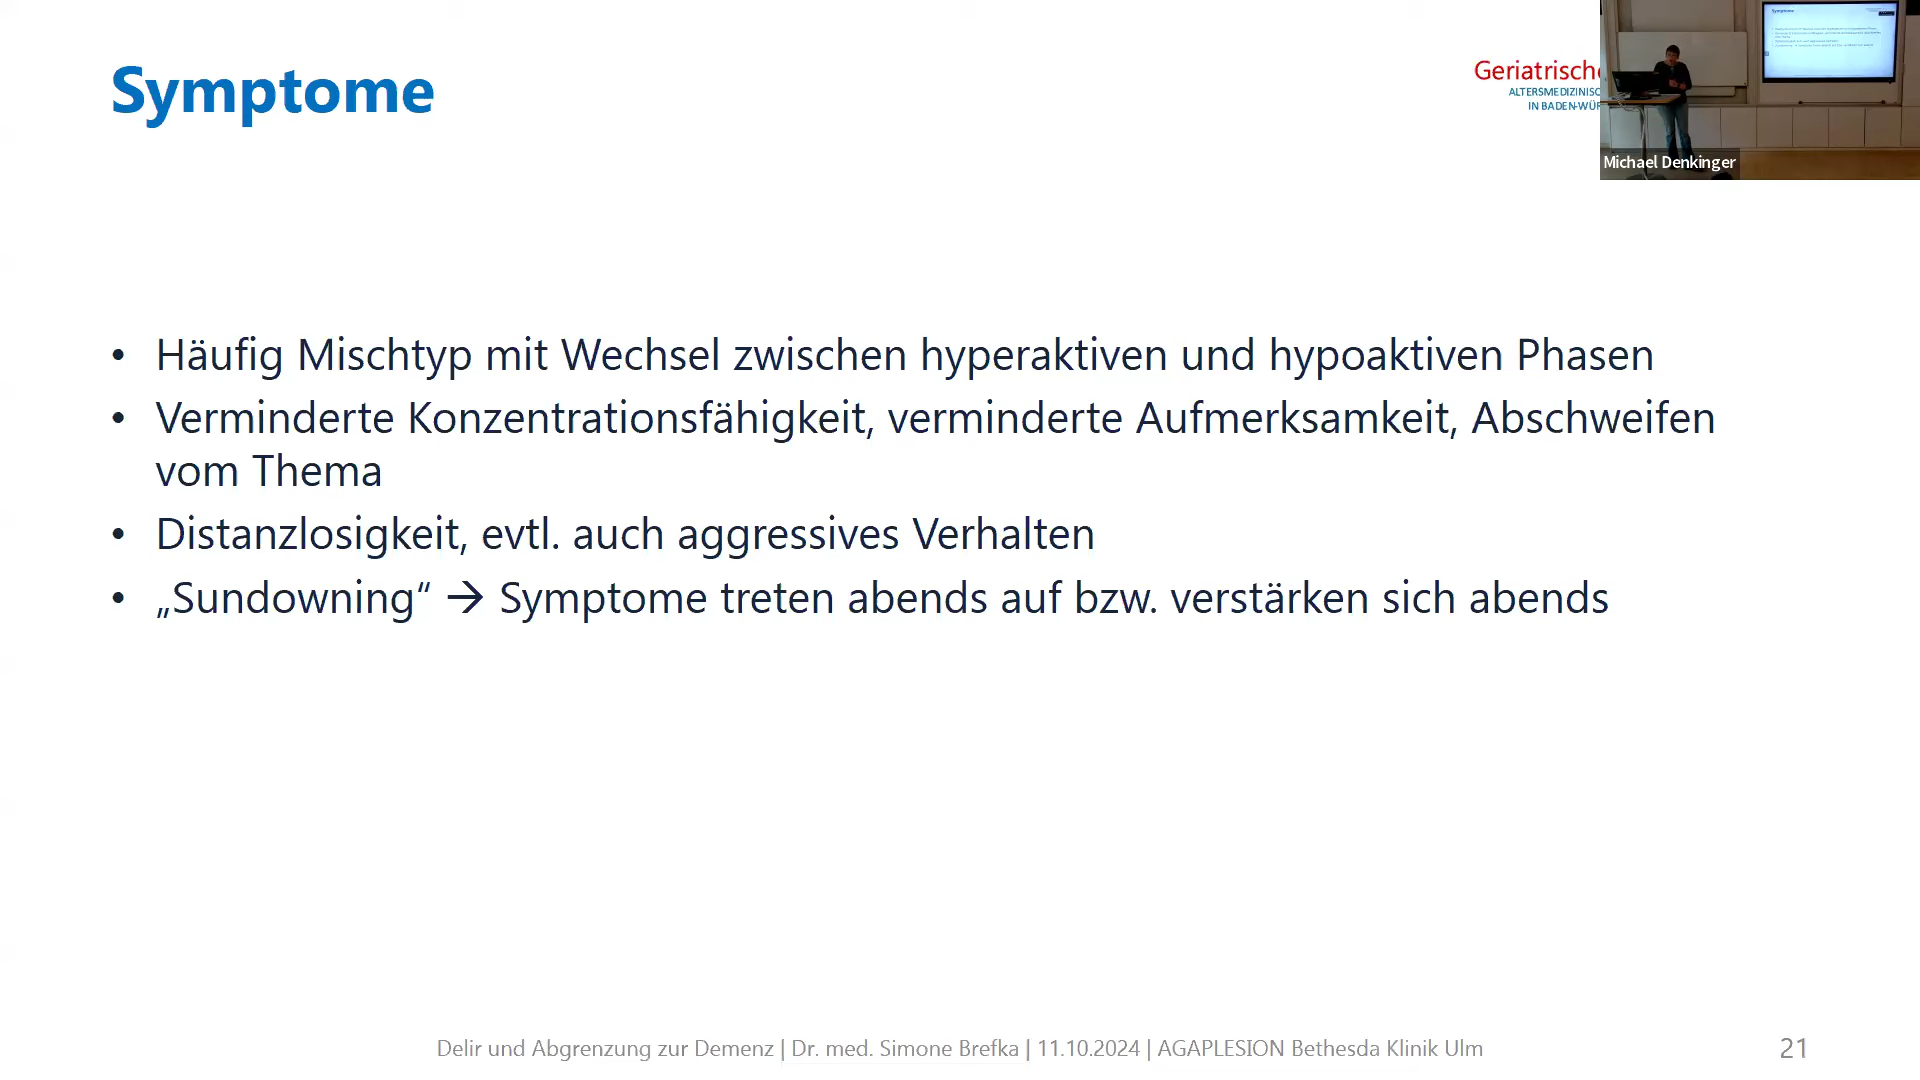 Symptome
Geriatrische
ALTERSMEDIZINISC
IN BADEN-WÜR
Michael Denkinger
• Häufig Mischtyp mit Wechsel zwischen hyperaktiven und hypoaktiven Phasen
• Verminderte Konzentrationsfähigkeit, verminderte Aufmerksamkeit, Abschweifen
vom Thema
• Distanzlosigkeit, evtl. auch aggressives Verhalten
• „Sundowning“ → Symptome treten abends auf bzw. verstärken sich abends
Delir und Abgrenzung zur Demenz | Dr. med. Simone Brefka | 11.10.2024 | AGAPLESION Bethesda Klinik Ulm
21